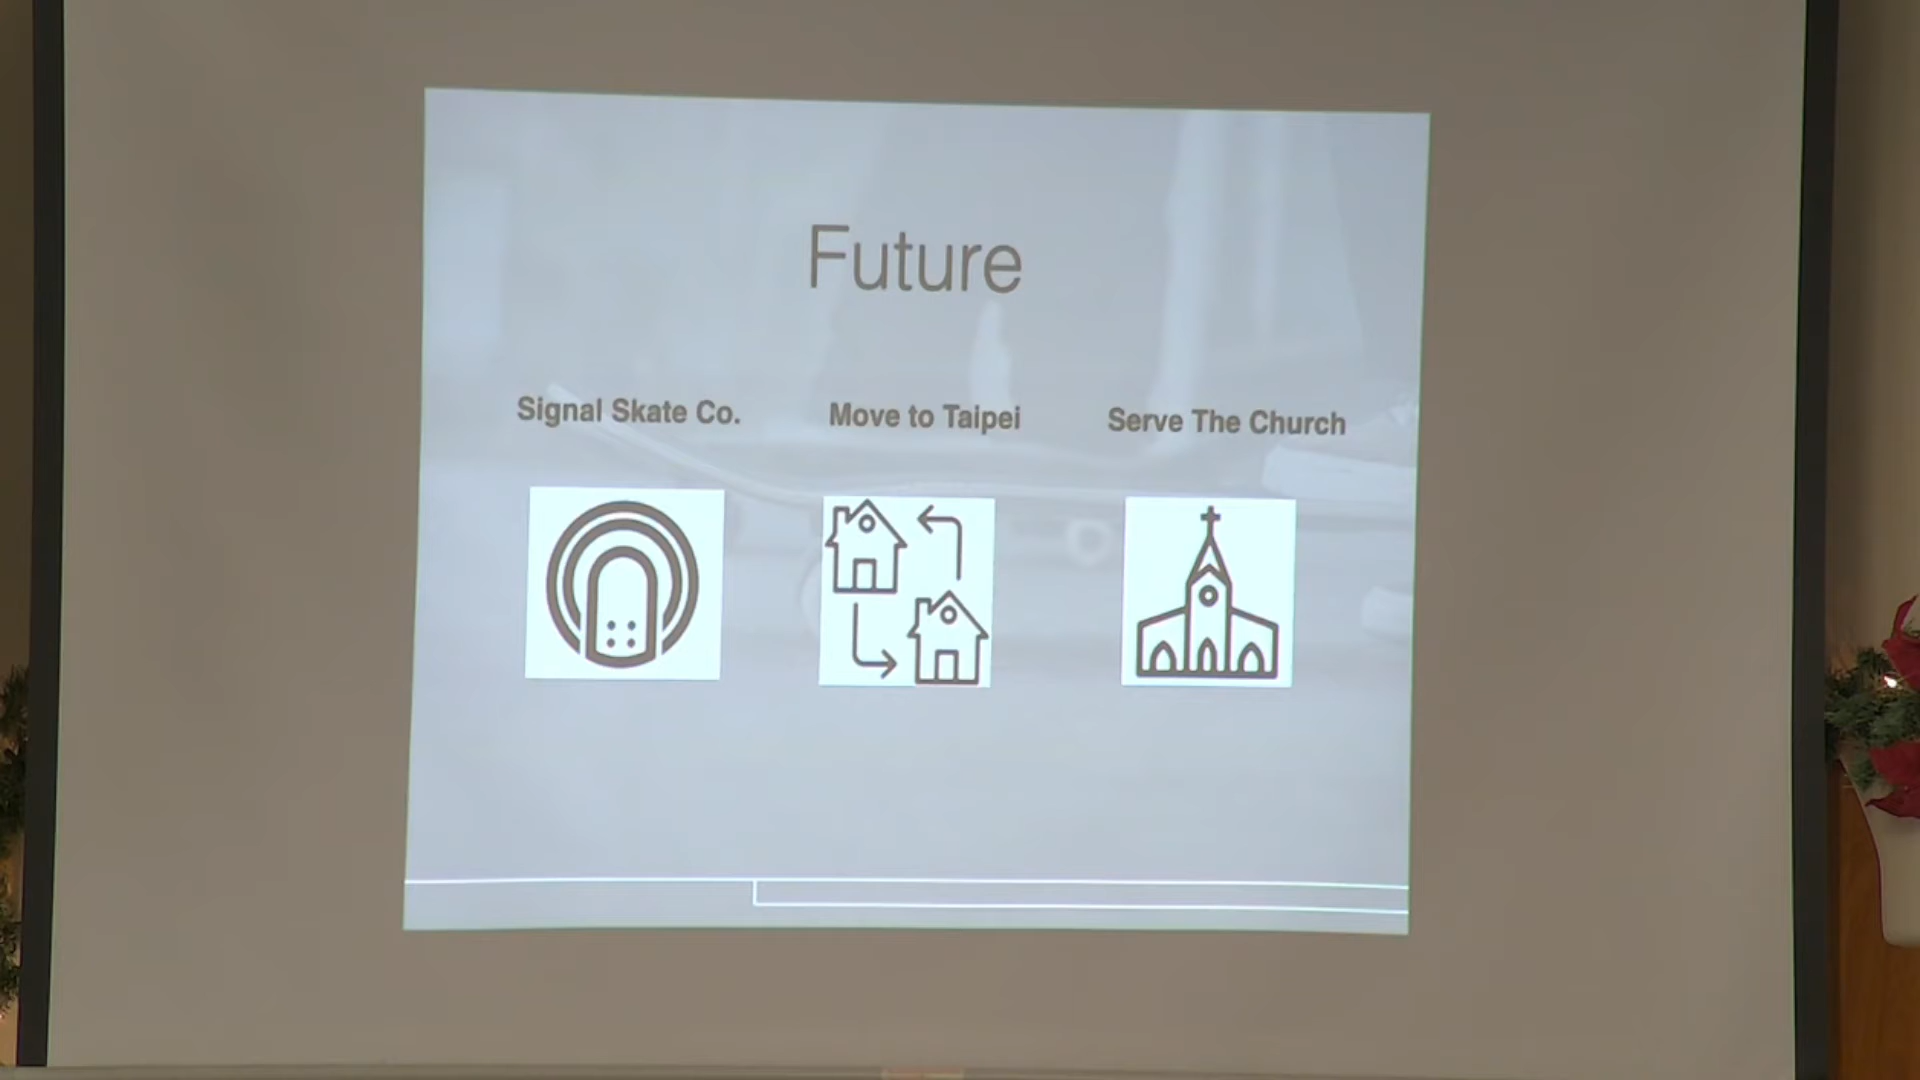 Future
Signal Skate Co.
Move to Taipei
Serve The Church